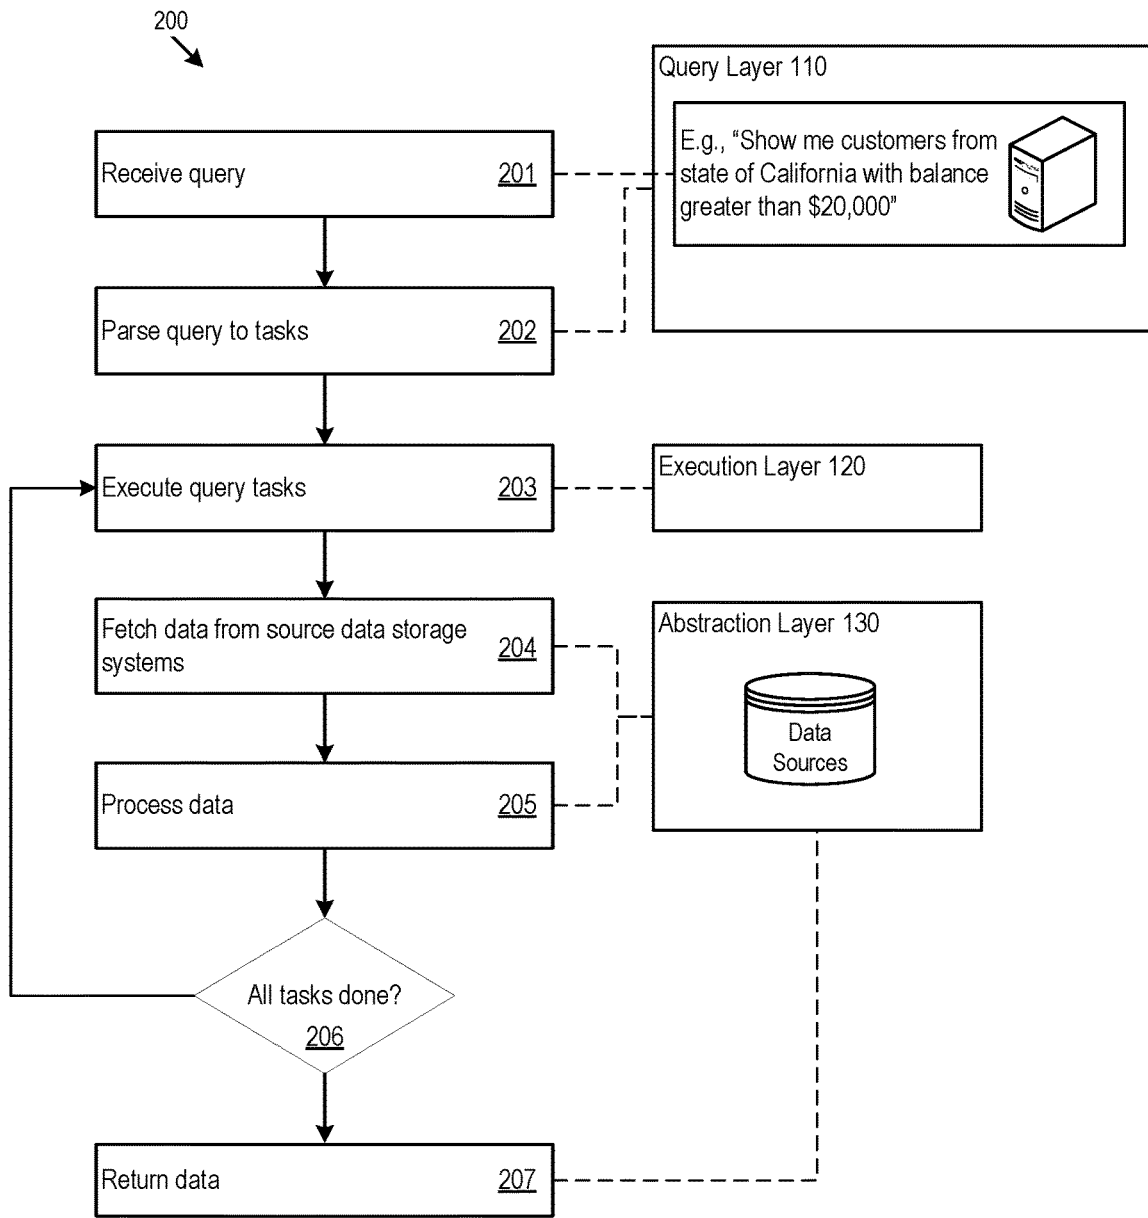 200
Query Layer 110
E.g., “Show me customers from
state of California with balance
greater than $20,000”
Receive query 201
Parse query to tasks 202
Execute query tasks 203
Execution Layer 120
Fetch data from source data storage
systems 204
Abstraction Layer 130
Data
Sources
Process data 205
All tasks done?
206
Return data 207